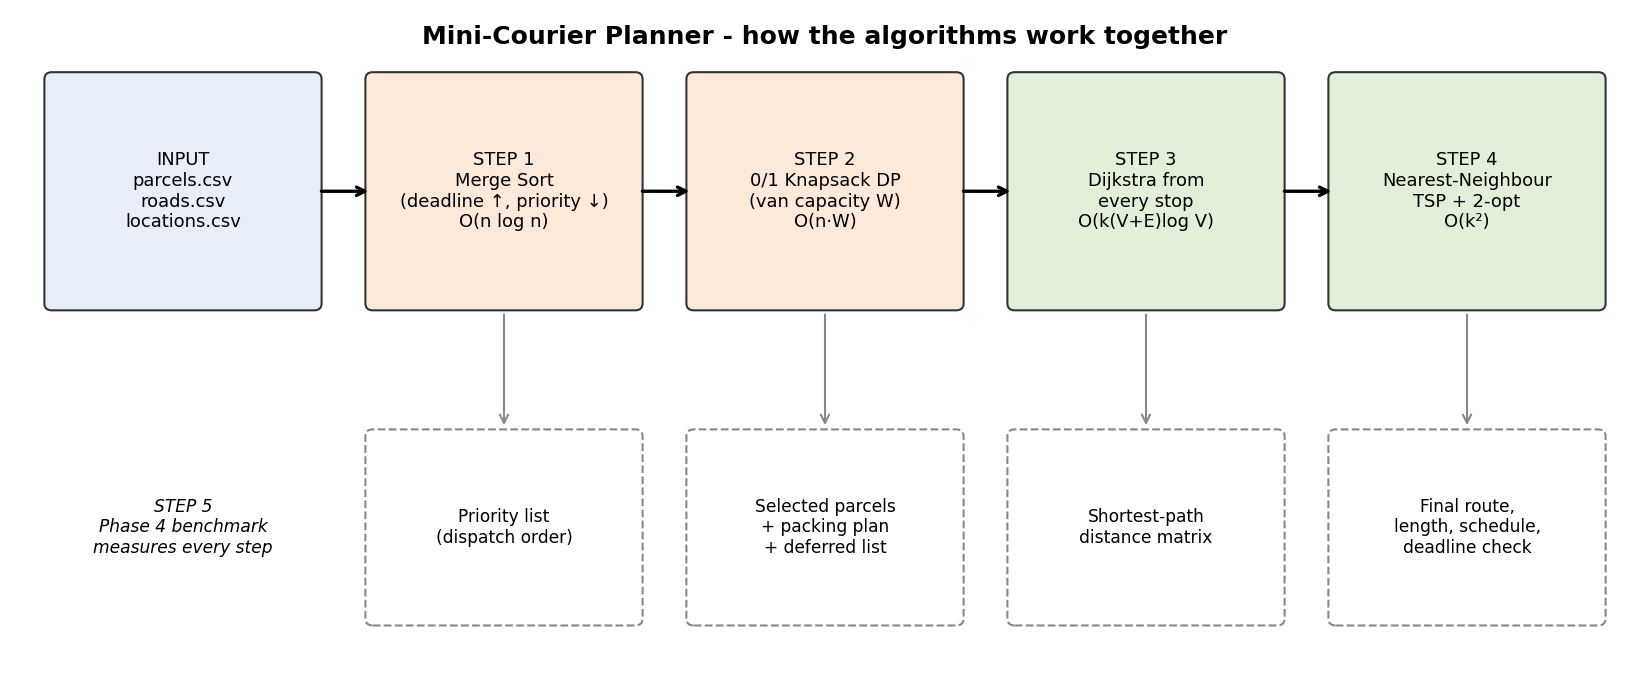 Mini-Courier Planner - how the algorithms work together
INPUT
parcels.csv
roads.csv
locations.csv
STEP 1
Merge Sort
(deadline ↑, priority ↓)
O(n log n)
STEP 2
0/1 Knapsack DP
(van capacity W)
O(n·W)
STEP 3
Dijkstra from
every stop
O(k(V+E)log V)
STEP 4
Nearest-Neighbour
TSP + 2-opt
O(k²)
STEP 5
Phase 4 benchmark
measures every step
Priority list
(dispatch order)
Selected parcels
+ packing plan
+ deferred list
Shortest-path
distance matrix
Final route,
length, schedule,
deadline check